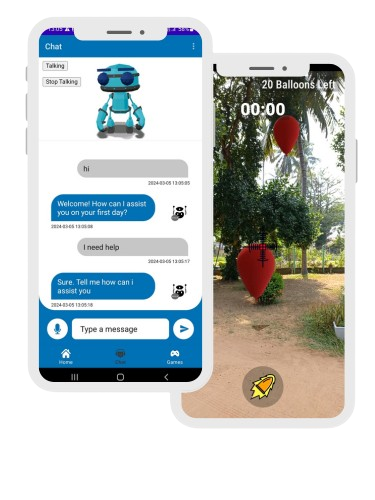 13:05
56%
Chat
Talking
Stop Talking
hi
2024-03-05 13:05:03
Welcome! How can I assist
you on your first day?
2024-03-05 13:05:08
I need help
2024-03-05 13:05:17
Sure. Tell me how can i
assist you
2024-03-05 13:05:18
Type a message
Home
Chat
Games
20 Balloons Left
00:00